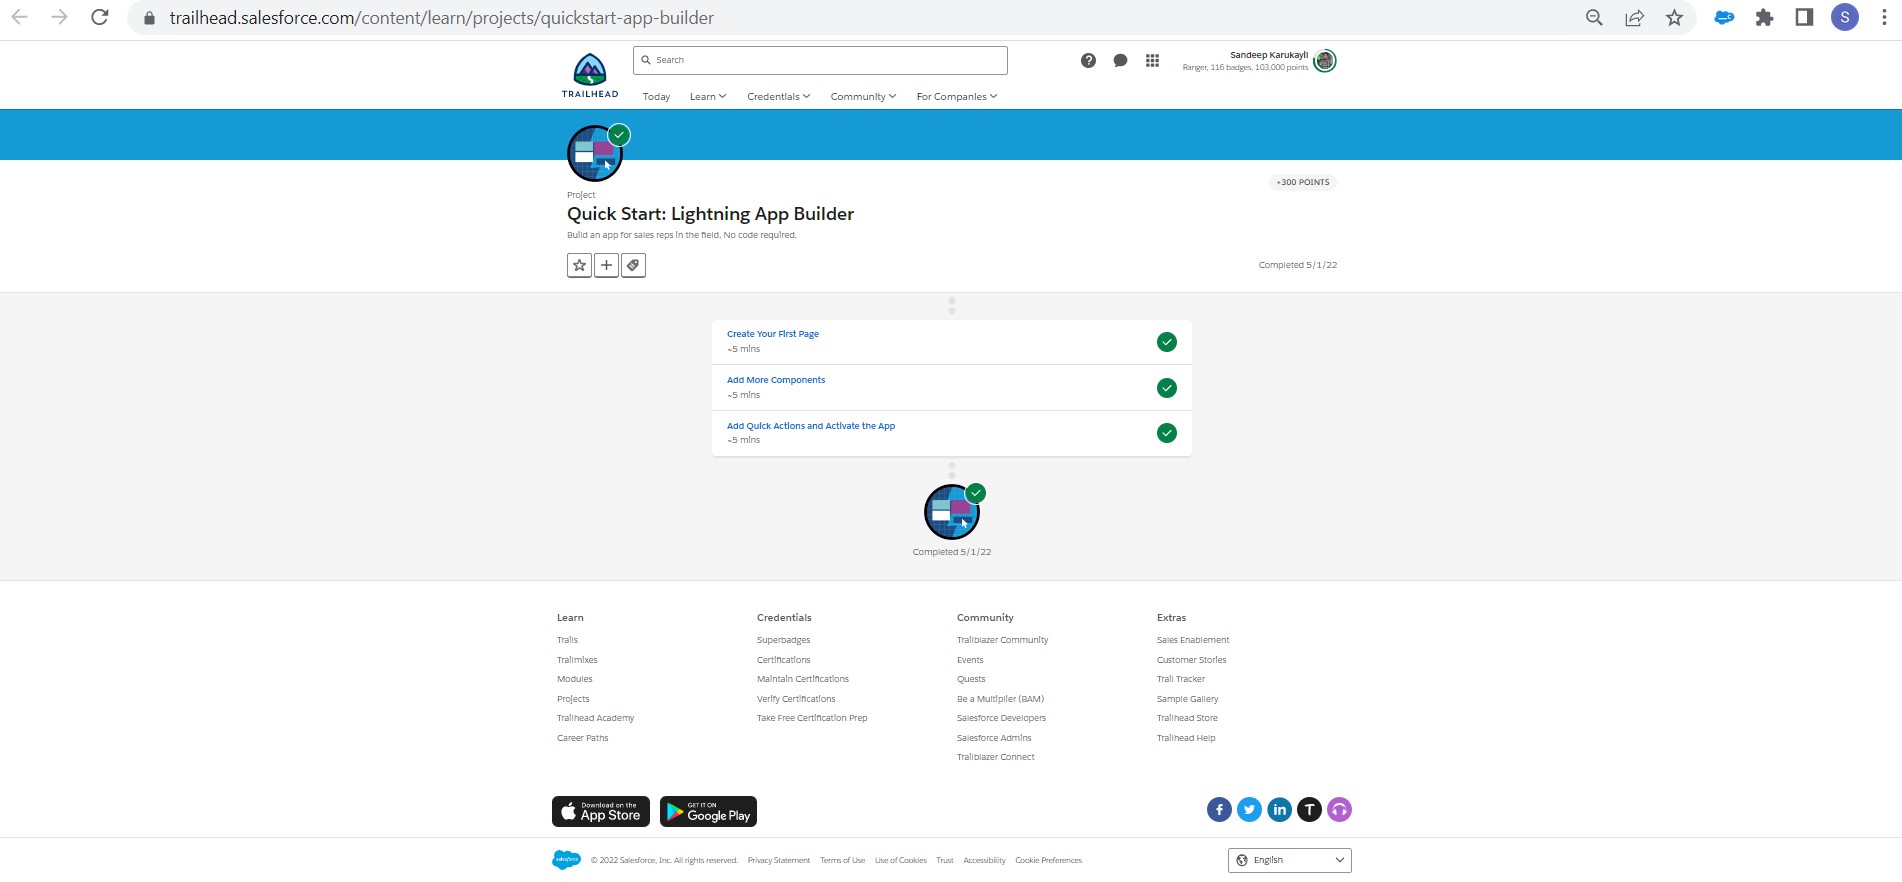 trailhead.salesforce.com/content/learn/projects/quickstart-app-builder
S
TRAILHEAD
Search
Sandeep Karukayil
Ranger, 116 badges, 103,000 points
Today Learn Credentials Community For Companies
+300 POINTS
Project
Quick Start: Lightning App Builder
Build an app for sales reps in the field. No code required.
Completed 5/1/22
Create Your First Page
~5 mins
Add More Components
~5 mins
Add Quick Actions and Activate the App
~5 mins
Completed 5/1/22
Learn
Trails
Trailmixes
Modules
Projects
Trailhead Academy
Career Paths
Credentials
Superbadges
Certifications
Maintain Certifications
Verify Certifications
Take Free Certification Prep
Community
Trailblazer Community
Events
Quests
Be a Multiplier (BAM)
Salesforce Developers
Salesforce Admins
Trailblazer Connect
Extras
Sales Enablement
Customer Stories
Trail Tracker
Sample Gallery
Trailhead Store
Trailhead Help
Download on the
App Store
GET IT ON
Google Play
salesforce
© 2022 Salesforce, Inc. All rights reserved. Privacy Statement Terms of Use Use of Cookies Trust Accessibility Cookie Preferences
English